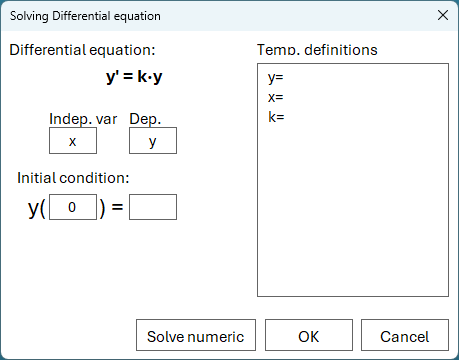 Solving Differential equation
Differential equation:
y' = k·y
Indep. var Dep.
x y
Initial condition:
y( 0 ) =
Temp. definitions
y=
x=
k=
Solve numeric OK Cancel